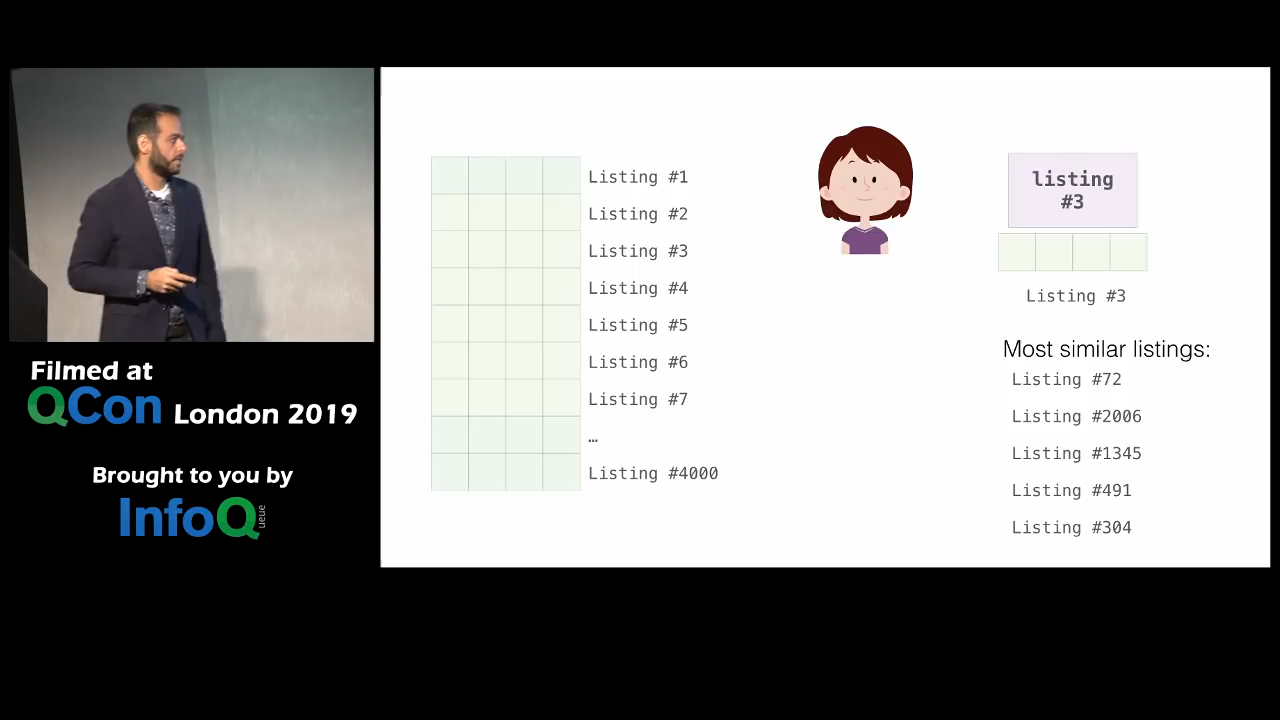 Filmed at
QCon London 2019
Brought to you by
InfoQ
ueue
Listing #1
Listing #2
Listing #3
Listing #4
Listing #5
Listing #6
Listing #7
…
Listing #4000
listing
#3
Listing #3
Most similar listings:
Listing #72
Listing #2006
Listing #1345
Listing #491
Listing #304